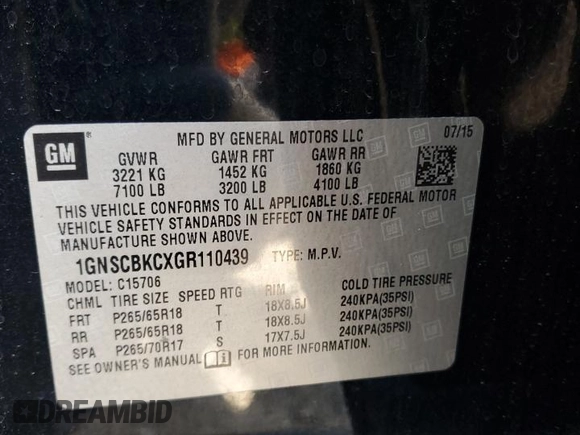 GM
MFD BY GENERAL MOTORS LLC 07/15
GVWR GAWR FRT GAWR RR
3221 KG 1452 KG 1860 KG
7100 LB 3200 LB 4100 LB
THIS VEHICLE CONFORMS TO ALL APPLICABLE U.S. FEDERAL MOTOR
VEHICLE SAFETY STANDARDS IN EFFECT ON THE DATE OF
MANUFACTURE SHOWN ABOVE.
1GNSCBKCXGR110439 TYPE: M.P.V.
MODEL: C15706
CHML TIRE SIZE SPEED RTG RIM COLD TIRE PRESSURE
FRT P265/65R18 T 18X8.5J 240KPA(35PSI)
RR P265/65R18 T 18X8.5J 240KPA(35PSI)
SPA P265/70R17 S 17X7.5J 240KPA(35PSI)
SEE OWNER'S MANUAL FOR MORE INFORMATION.
DREAMBID